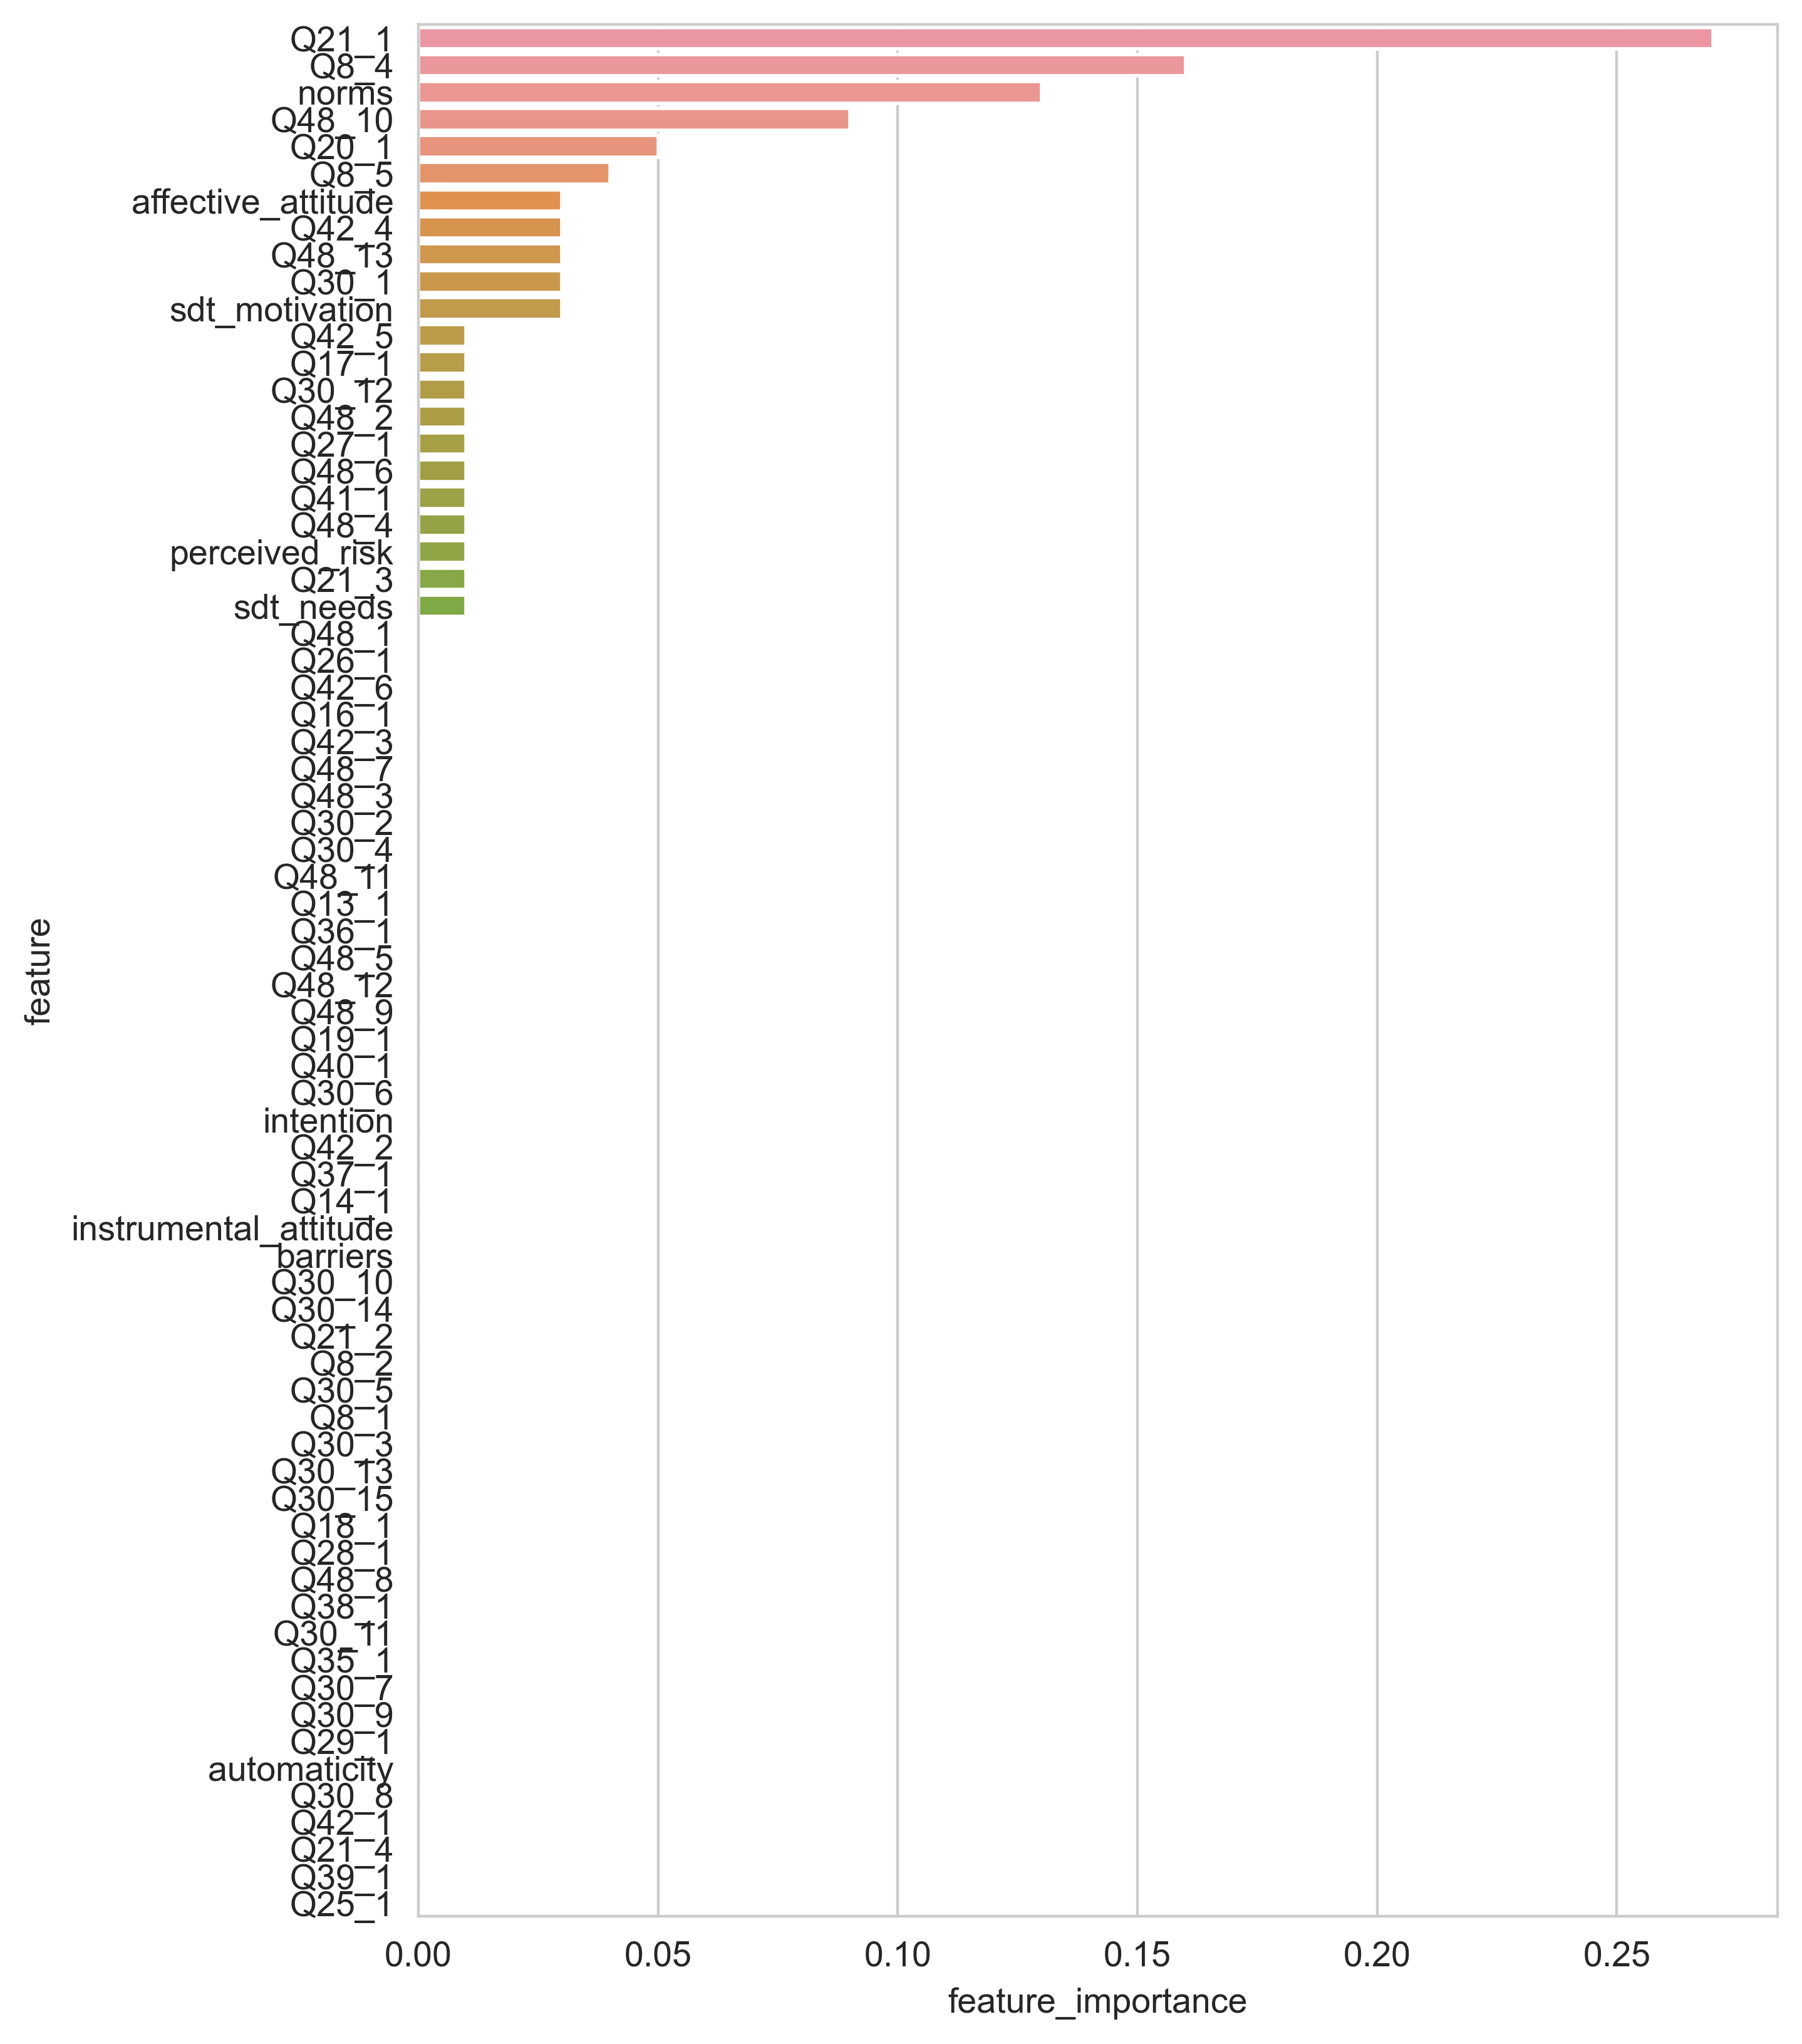 Q21_1
Q8_4
norms
Q48_10
Q20_1
Q8_5
affective_attitude
Q42_4
Q48_13
Q30_1
sdt_motivation
Q42_5
Q17_1
Q30_12
Q48_2
Q27_1
Q48_6
Q41_1
Q48_4
perceived_risk
Q21_3
sdt_needs
Q48_1
Q26_1
Q42_6
Q16_1
Q42_3
Q48_7
Q48_3
Q30_2
Q30_4
Q48_11
Q13_1
Q36_1
Q48_5
Q48_12
Q48_9
Q19_1
Q40_1
Q30_6
intention
Q42_2
Q37_1
Q14_1
instrumental_attitude
barriers
Q30_10
Q30_14
Q21_2
Q8_2
Q30_5
Q8_1
Q30_3
Q30_13
Q30_15
Q18_1
Q28_1
Q48_8
Q38_1
Q30_11
Q35_1
Q30_7
Q30_9
Q29_1
automaticity
Q30_8
Q42_1
Q21_4
Q39_1
Q25_1
feature
0.00 0.05 0.10 0.15 0.20 0.25
feature_importance